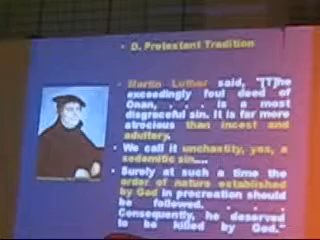 • D. Protestant Tradition
• Martin Luther said, "[T]he
exceedingly foul deed of
Onan, . . . is a most
disgraceful sin. It is far more
atrocious than incest and
adultery.
• We call it unchastity, yes, a
sodomitic sin....
• Surely at such a time the
order of nature established
by God in procreation should
be followed. . . .
Consequently, he deserved
to be killed by God."